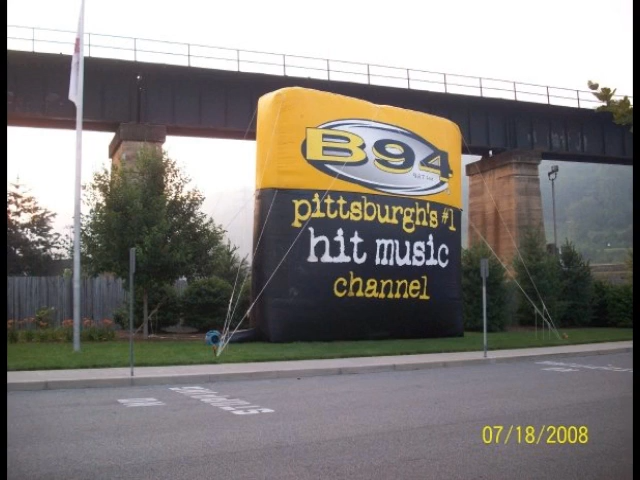 B94
pittsburgh's #1
hit music
channel
07/18/2008